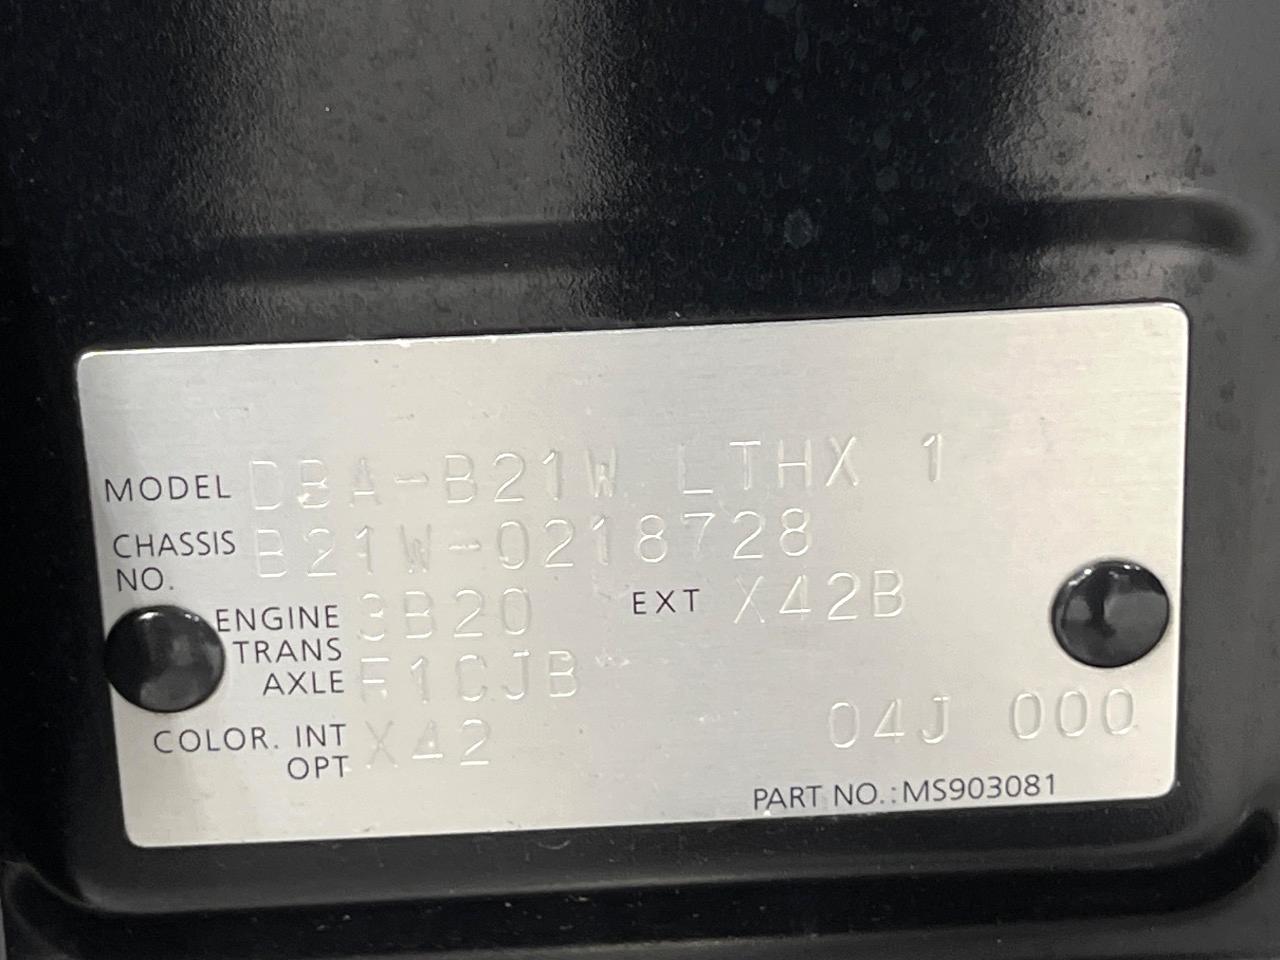 MODEL DBA-B21W LTHX 1
CHASSIS NO. B21W-0218728
ENGINE 3B20 EXT X42B
TRANS AXLE F1CJB
COLOR. INT X42 04J 000
OPT
PART NO.:MS903081